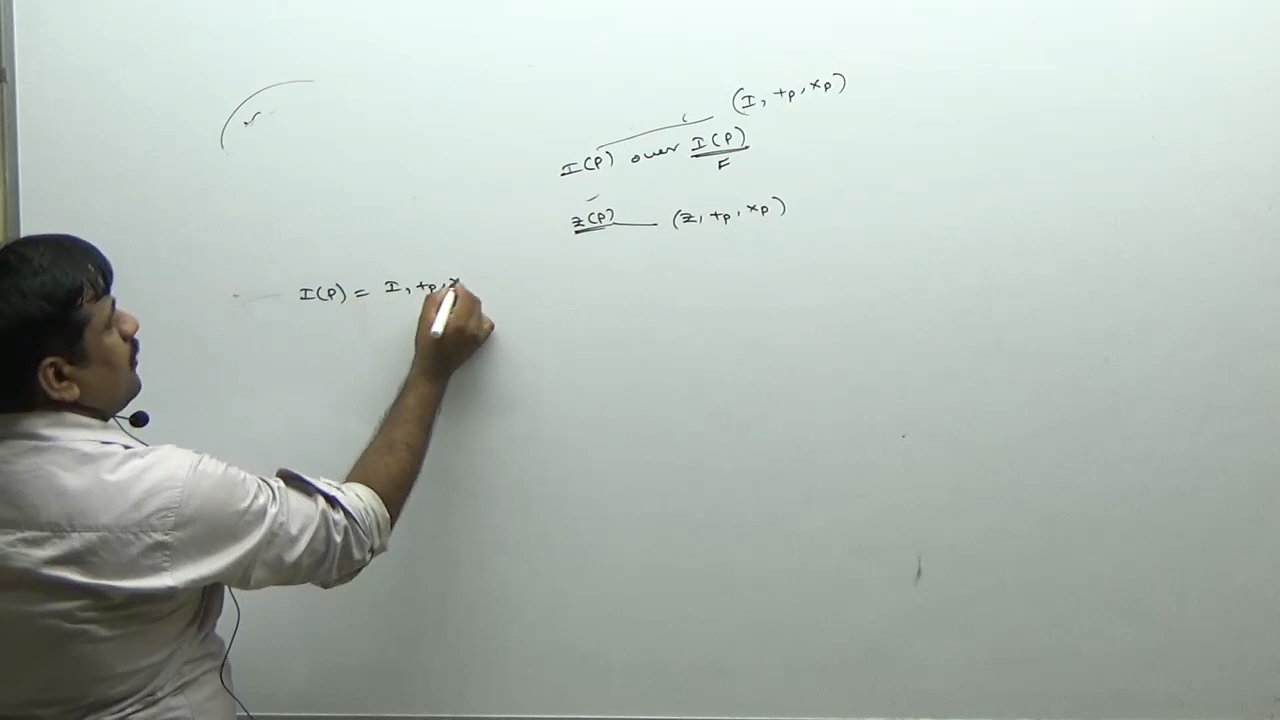 (I, +p, xp)
I(P) over I(P)
F
Z(P) (Z, +p, xp)
I(P) = I, +p, x